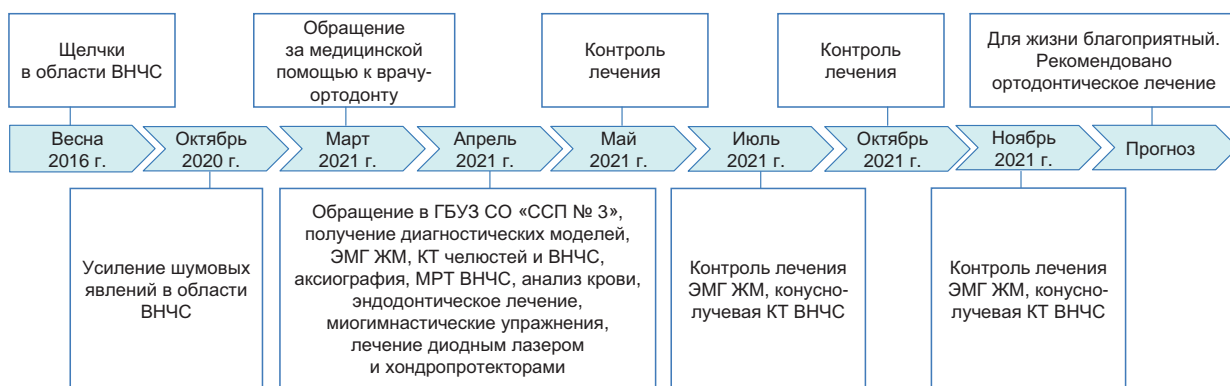 Щелчки
в области ВНЧС
Обращение
за медицинской
помощью к врачу-
ортодонту
Контроль
лечения
Контроль
лечения
Для жизни благоприятный.
Рекомендовано
ортодонтическое лечение
Весна
2016 г.
Октябрь
2020 г.
Март
2021 г.
Апрель
2021 г.
Май
2021 г.
Июль
2021 г.
Октябрь
2021 г.
Ноябрь
2021 г.
Прогноз
Усиление шумовых
явлений в области
ВНЧС
Обращение в ГБУЗ СО «ССП № 3»,
получение диагностических моделей,
ЭМГ ЖМ, КТ челюстей и ВНЧС,
аксиография, МРТ ВНЧС, анализ крови,
эндодонтическое лечение,
миогимнастические упражнения,
лечение диодным лазером
и хондропротекторами
Контроль лечения
ЭМГ ЖМ, конусно-
лучевая КТ ВНЧС
Контроль лечения
ЭМГ ЖМ, конусно-
лучевая КТ ВНЧС